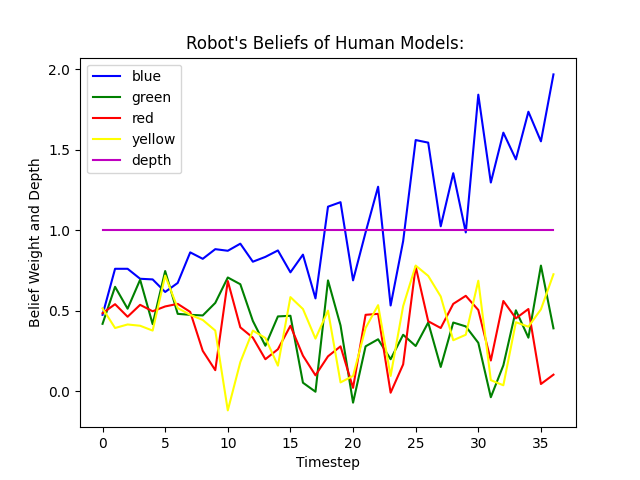 Robot's Beliefs of Human Models:
blue
green
red
yellow
depth
2.0
1.5
1.0
0.5
0.0
Belief Weight and Depth
0 5 10 15 20 25 30 35
Timestep